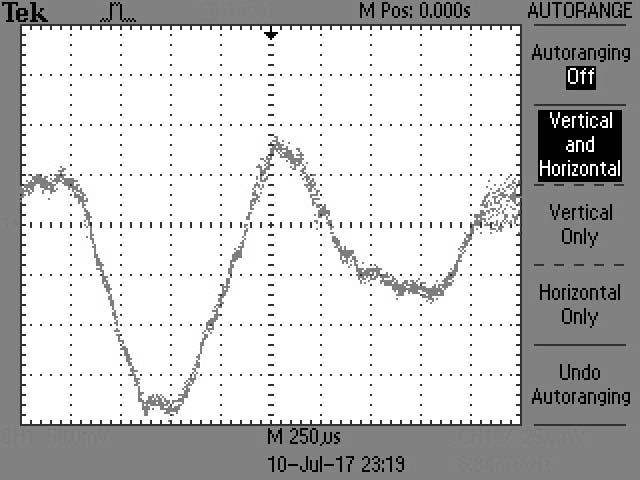 Tek
M Pos: 0.000s
AUTORANGE
Autoranging
Off
Vertical
and
Horizontal
Vertical
Only
Horizontal
Only
Undo
Autoranging
M 250µs
10-Jul-17 23:19